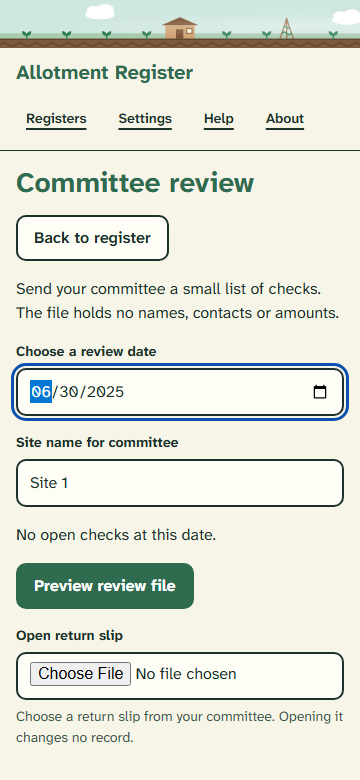 Allotment Register
Registers Settings Help About
Committee review
Back to register
Send your committee a small list of checks.
The file holds no names, contacts or amounts.
Choose a review date
06/30/2025
Site name for committee
Site 1
No open checks at this date.
Preview review file
Open return slip
Choose File No file chosen
Choose a return slip from your committee. Opening it
changes no record.